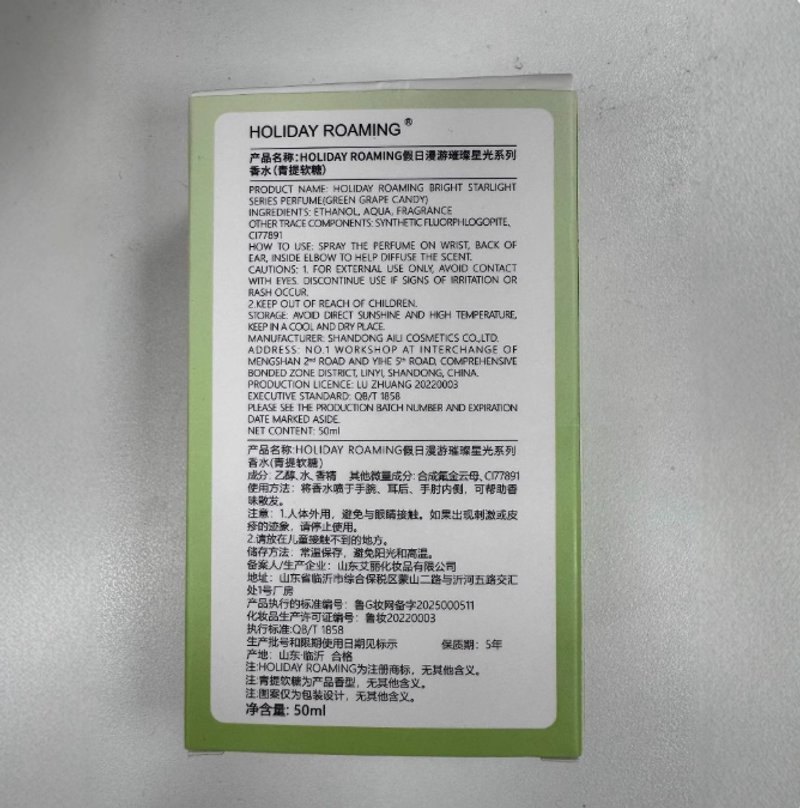 HOLIDAY ROAMING®
产品名称:HOLIDAY ROAMING假日漫游璀璨星光系列
香水(青提软糖)
PRODUCT NAME: HOLIDAY ROAMING BRIGHT STARLIGHT
SERIES PERFUME(GREEN GRAPE CANDY)
INGREDIENTS: ETHANOL, AQUA, FRAGRANCE
OTHER TRACE COMPONENTS: SYNTHETIC FLUORPHLOGOPITE、
CI77891
HOW TO USE: SPRAY THE PERFUME ON WRIST, BACK OF
EAR, INSIDE ELBOW TO HELP DIFFUSE THE SCENT.
CAUTIONS: 1. FOR EXTERNAL USE ONLY, AVOID CONTACT
WITH EYES. DISCONTINUE USE IF SIGNS OF IRRITATION OR
RASH OCCUR.
2.KEEP OUT OF REACH OF CHILDREN.
STORAGE: AVOID DIRECT SUNSHINE AND HIGH TEMPERATURE,
KEEP IN A COOL AND DRY PLACE.
MANUFACTURER: SHANDONG AILI COSMETICS CO.,LTD.
ADDRESS: NO.1 WORKSHOP AT INTERCHANGE OF
MENGSHAN 2nd ROAD AND YIHE 5th ROAD, COMPREHENSIVE
BONDED ZONE DISTRICT, LINYI, SHANDONG, CHINA.
PRODUCTION LICENCE: LU ZHUANG 20220003
EXECUTIVE STANDARD: QB/T 1858
PLEASE SEE THE PRODUCTION BATCH NUMBER AND EXPIRATION
DATE MARKED ASIDE.
NET CONTENT: 50ml
产品名称:HOLIDAY ROAMING假日漫游璀璨星光系列
香水(青提软糖)
成分: 乙醇、水、香精 其他微量成分: 合成氟金云母、CI77891
使用方法: 将香水喷于手腕、耳后、手肘内侧, 可帮助香
味散发。
注意: 1.人体外用, 避免与眼睛接触。如果出现刺激或皮
疹的迹象, 请停止使用。
2.请放在儿童接触不到的地方。
储存方法: 常温保存, 避免阳光和高温。
备案人/生产企业: 山东艾丽化妆品有限公司
地址: 山东省临沂市综合保税区蒙山二路与沂河五路交汇
处1号厂房
产品执行的标准编号: 鲁G妆网备字2025000511
化妆品生产许可证编号: 鲁妆20220003
执行标准:QB/T 1858
生产批号和限期使用日期见标示 保质期: 5年
产地: 山东·临沂 合格
注:HOLIDAY ROAMING为注册商标, 无其他含义。
注:青提软糖为产品香型, 无其他含义。
注:图案仅为包装设计, 无其他含义。
净含量: 50ml